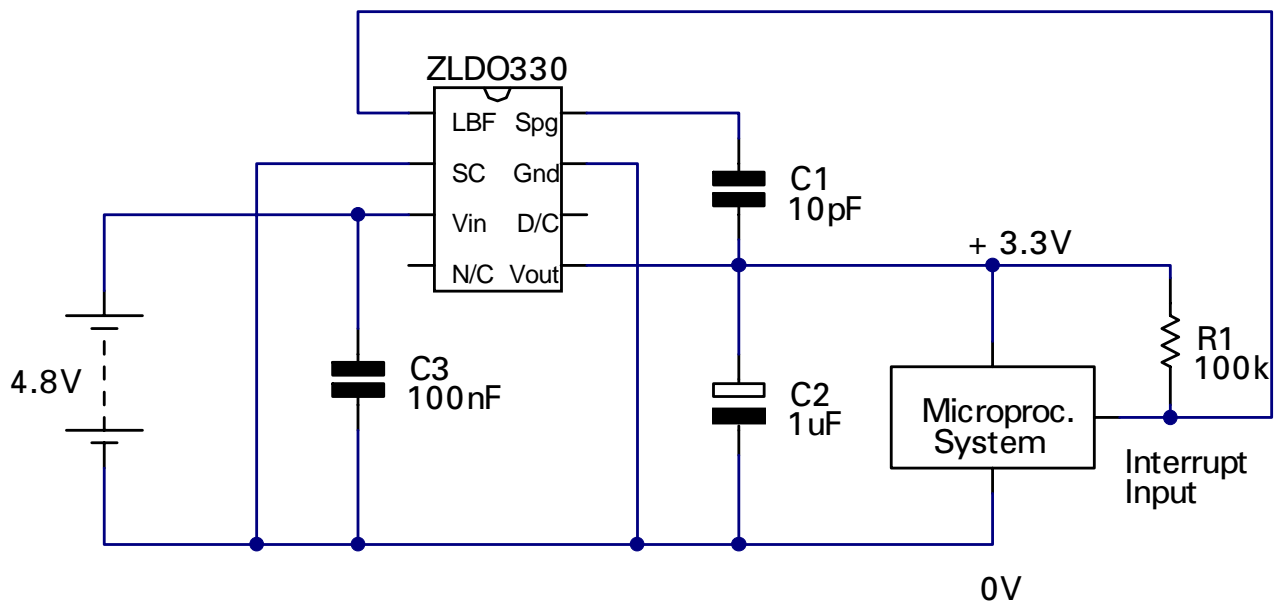 ZLDO330
LBF Spg
SC Gnd
Vin D/C
N/C Vout
C1
10pF
+ 3.3V
R1
100k
4.8V
C3
100nF
C2
1uF
Microproc.
System
Interrupt
Input
0V